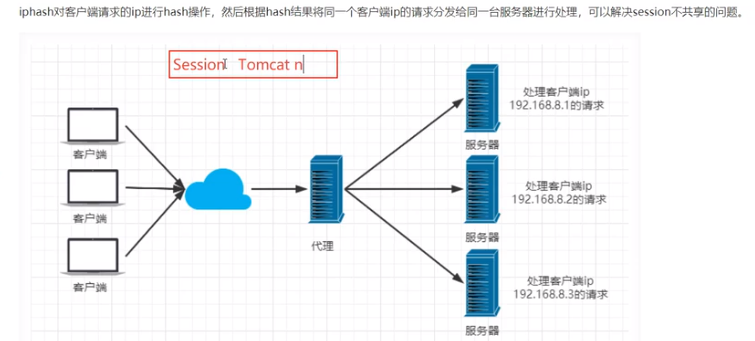 iphash对客户端请求的ip进行hash操作，然后根据hash结果将同一个客户端ip的请求分发给同一台服务器进行处理，可以解决session不共享的问题。
Session Tomcat n
客户端
客户端
客户端
代理
处理客户端ip
192.168.8.1的请求
服务器
处理客户端ip
192.168.8.2的请求
服务器
处理客户端ip
192.168.8.3的请求
服务器